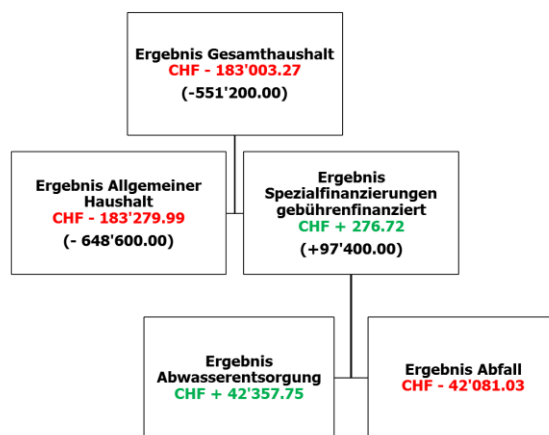 Ergebnis Gesamthaushalt
CHF - 183'003.27
(-551'200.00)
Ergebnis Allgemeiner
Haushalt
CHF - 183'279.99
(- 648'600.00)
Ergebnis
Spezialfinanzierungen
gebührenfinanziert
CHF + 276.72
(+97'400.00)
Ergebnis
Abwasserentsorgung
CHF + 42'357.75
Ergebnis Abfall
CHF - 42'081.03